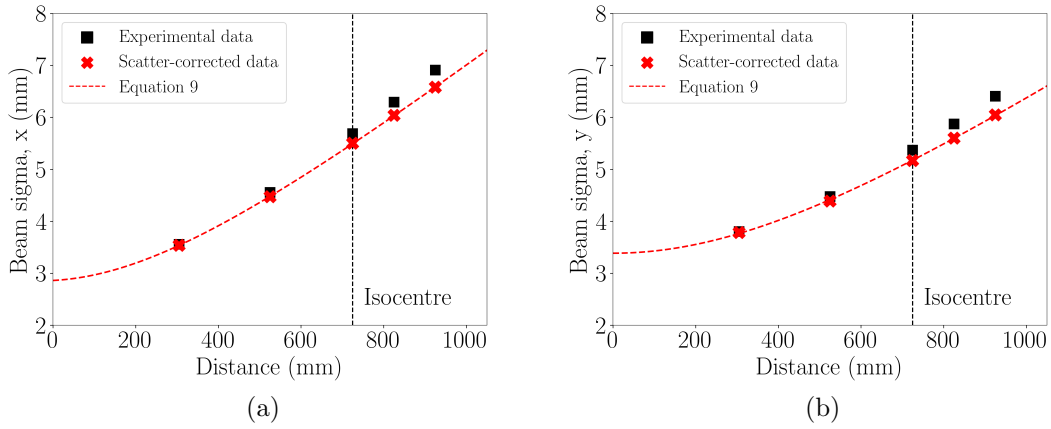 8
7
6
5
4
3
2
Beam sigma, x (mm)
Experimental data
Scatter-corrected data
Equation 9
Isocentre
0 200 400 600 800 1000
Distance (mm)
(a)
8
7
6
5
4
3
2
Beam sigma, y (mm)
Experimental data
Scatter-corrected data
Equation 9
Isocentre
0 200 400 600 800 1000
Distance (mm)
(b)